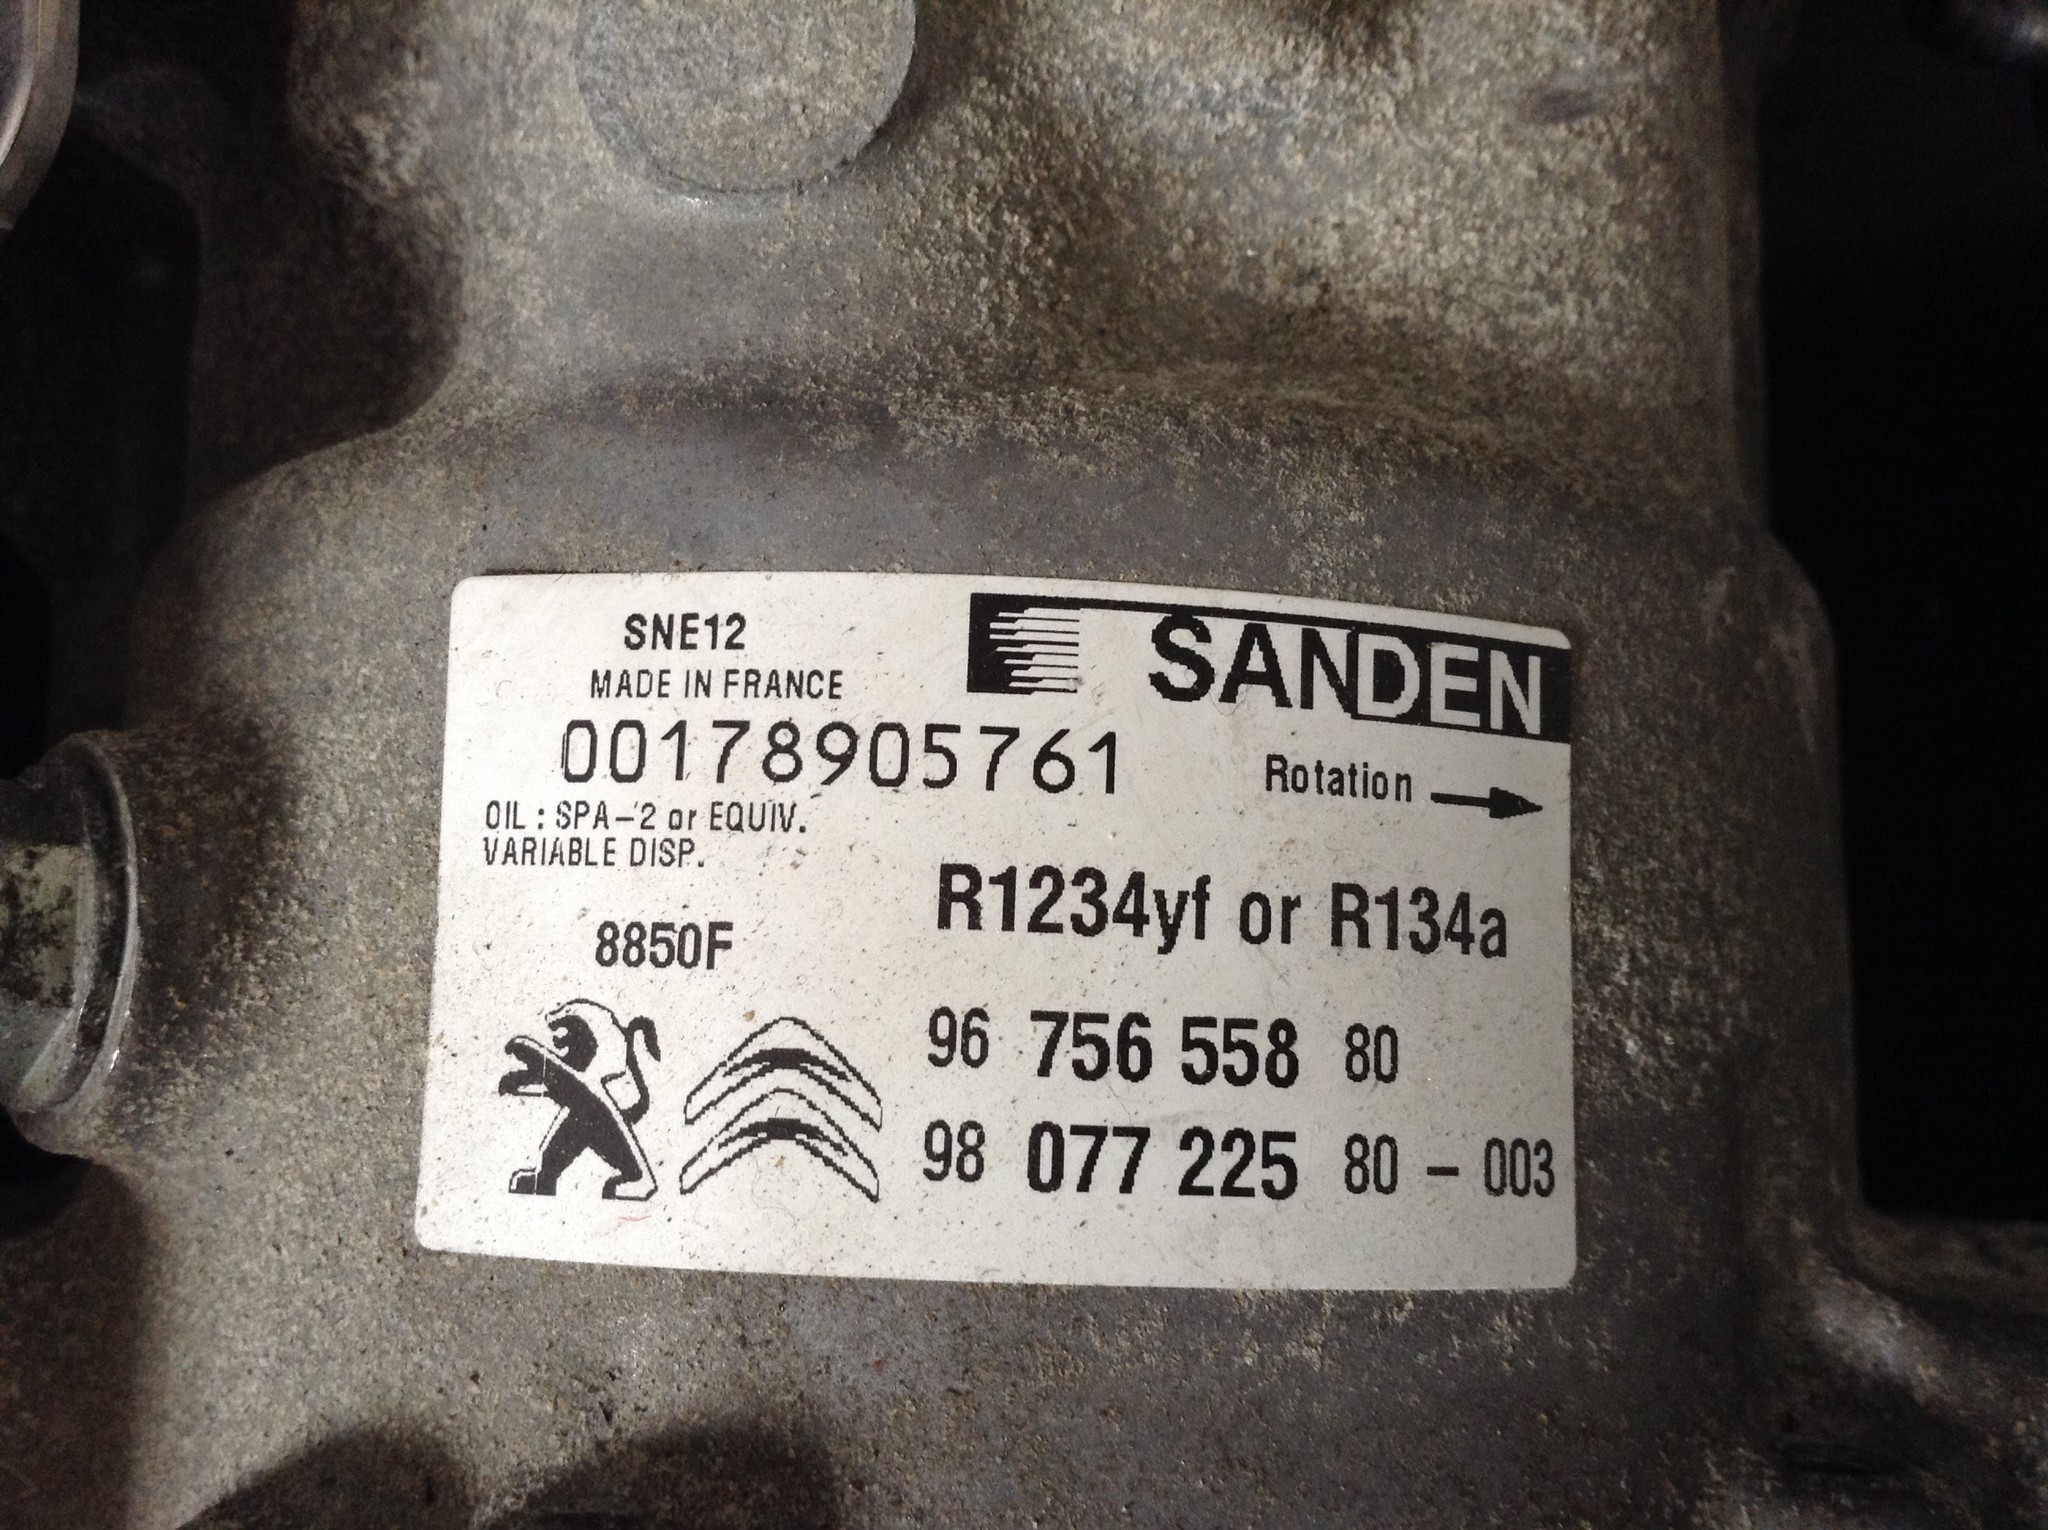 SNE12
MADE IN FRANCE
SANDEN
00178905761
Rotation
OIL : SPA-2 or EQUIV.
VARIABLE DISP.
R1234yf or R134a
8850F
96 756 558 80
98 077 225 80 - 003